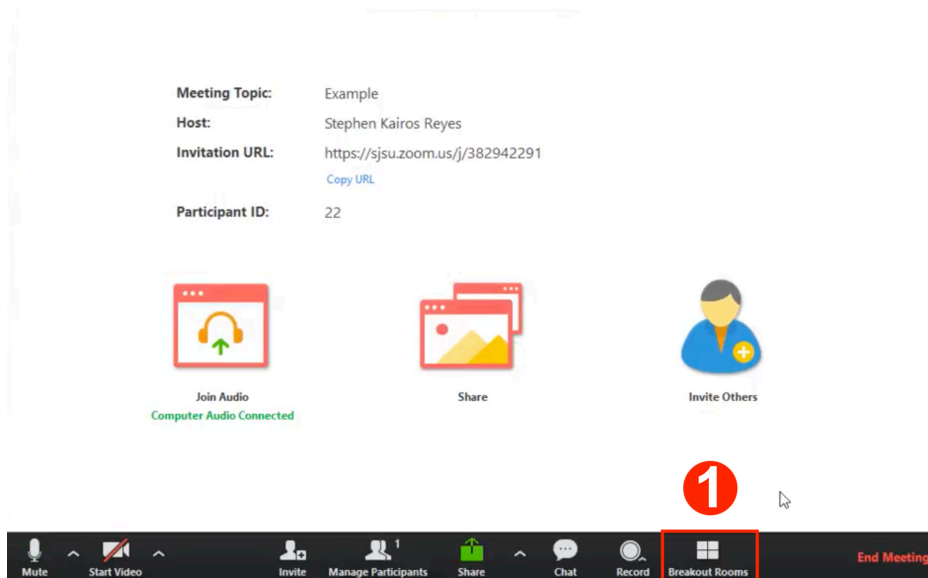 Meeting Topic: Example
Host: Stephen Kairos Reyes
Invitation URL: https://sjsu.zoom.us/j/382942291
Copy URL
Participant ID: 22
Join Audio Share Invite Others
Computer Audio Connected
1
1
Mute Start Video Invite Manage Participants Share Chat Record Breakout Rooms End Meeting